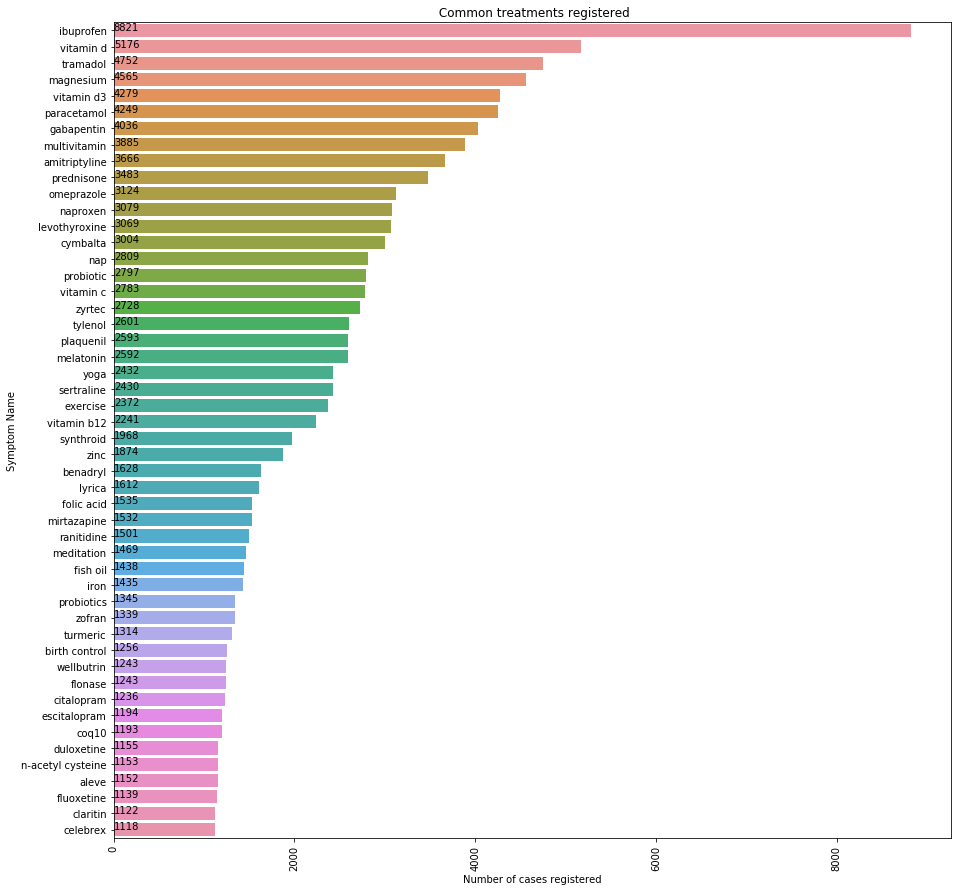 Common treatments registered
ibuprofen 8821
vitamin d 5176
tramadol 4752
magnesium 4565
vitamin d3 4279
paracetamol 4249
gabapentin 4036
multivitamin 3885
amitriptyline 3666
prednisone 3483
omeprazole 3124
naproxen 3079
levothyroxine 3069
cymbalta 3004
nap 2809
probiotic 2797
vitamin c 2783
zyrtec 2728
tylenol 2601
plaquenil 2593
melatonin 2592
yoga 2432
sertraline 2430
exercise 2372
vitamin b12 2241
synthroid 1968
zinc 1874
benadryl 1628
lyrica 1612
folic acid 1535
mirtazapine 1532
ranitidine 1501
meditation 1469
fish oil 1438
iron 1435
probiotics 1345
zofran 1339
turmeric 1314
birth control 1256
wellbutrin 1243
flonase 1243
citalopram 1236
escitalopram 1194
coq10 1193
duloxetine 1155
n-acetyl cysteine 1153
aleve 1152
fluoxetine 1139
claritin 1122
celebrex 1118
Symptom Name
0 2000 4000 6000 8000
Number of cases registered